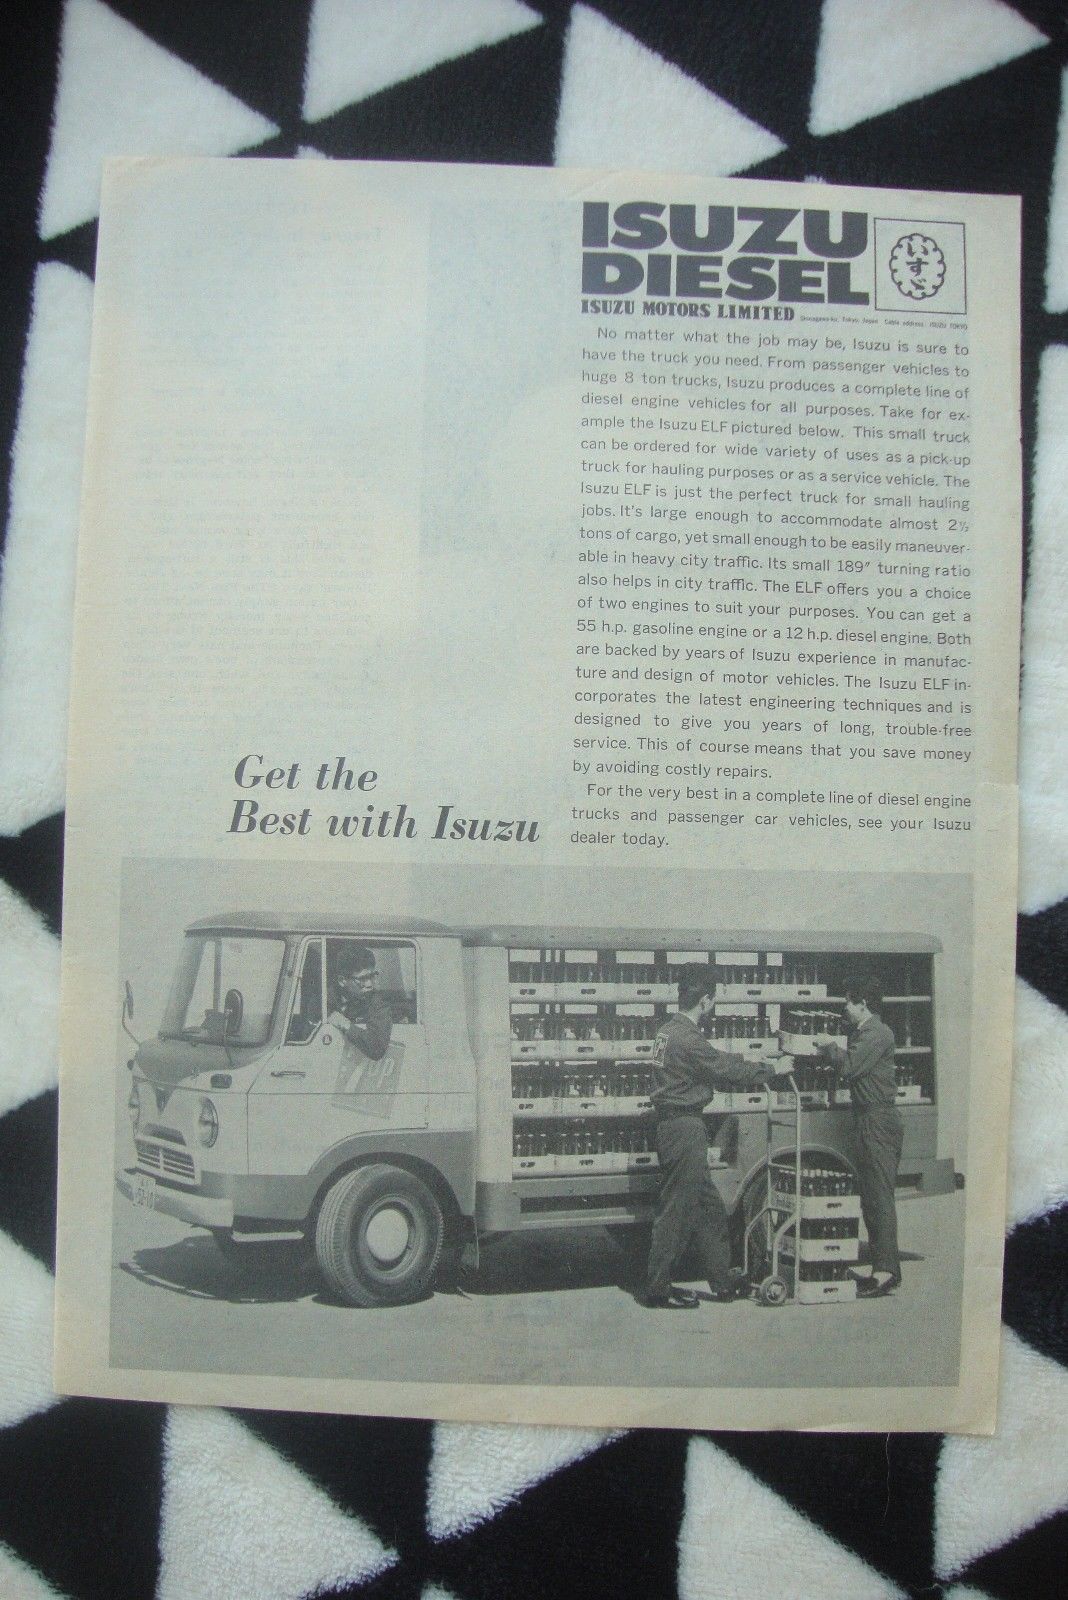 ISUZU
DIESEL
いすゞ
ISUZU MOTORS LIMITED Shinagawa-ku, Tokyo, Japan Cable address: ISUZU TOKYO
No matter what the job may be, Isuzu is sure to
have the truck you need. From passenger vehicles to
huge 8 ton trucks, Isuzu produces a complete line of
diesel engine vehicles for all purposes. Take for ex-
ample the Isuzu ELF pictured below. This small truck
can be ordered for wide variety of uses as a pick-up
truck for hauling purposes or as a service vehicle. The
Isuzu ELF is just the perfect truck for small hauling
jobs. It's large enough to accommodate almost 2½
tons of cargo, yet small enough to be easily maneuver-
able in heavy city traffic. Its small 189″ turning ratio
also helps in city traffic. The ELF offers you a choice
of two engines to suit your purposes. You can get a
55 h.p. gasoline engine or a 12 h.p. diesel engine. Both
are backed by years of Isuzu experience in manufac-
ture and design of motor vehicles. The Isuzu ELF in-
corporates the latest engineering techniques and is
designed to give you years of long, trouble-free
service. This of course means that you save money
by avoiding costly repairs.
For the very best in a complete line of diesel engine
trucks and passenger car vehicles, see your Isuzu
dealer today.
Get the
Best with Isuzu